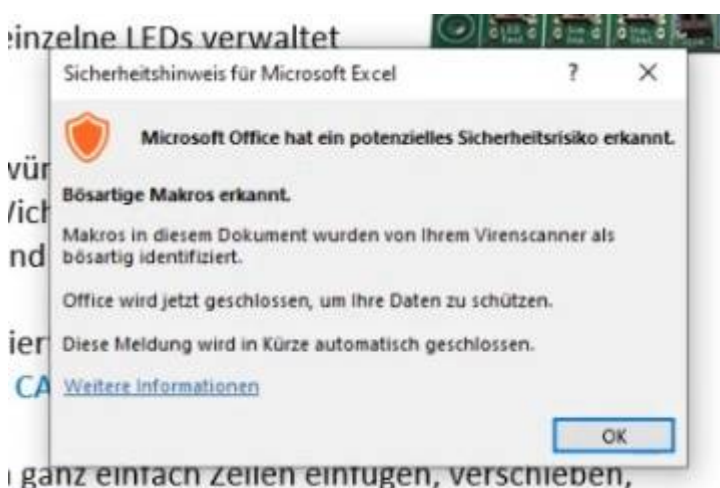 einzelne LEDs verwaltet
Sicherheitshinweis für Microsoft Excel ? X
Microsoft Office hat ein potenzielles Sicherheitsrisiko erkannt.
Bösartige Makros erkannt.
Makros in diesem Dokument wurden von Ihrem Virenscanner als
bösartig identifiziert.
Office wird jetzt geschlossen, um Ihre Daten zu schützen.
Diese Meldung wird in Kürze automatisch geschlossen.
CA
Weitere Informationen
OK
ganz einfach Zeilen einfügen, verschieben,